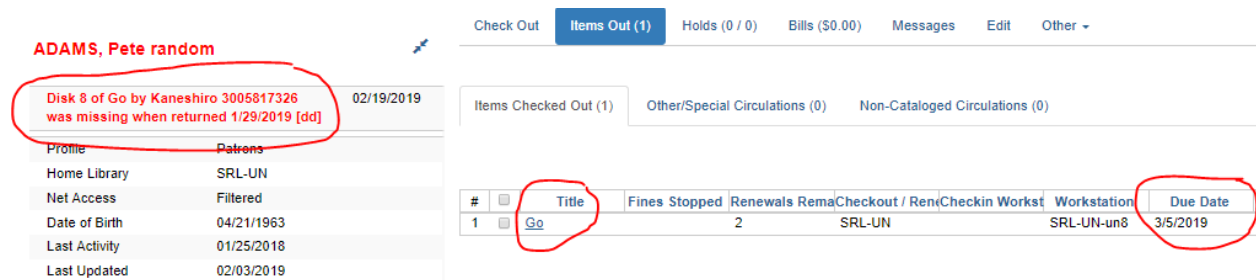 ADAMS, Pete random
Disk 8 of Go by Kaneshiro 3005817326 02/19/2019
was missing when returned 1/29/2019 [dd]
Profile Patrons
Home Library SRL-UN
Net Access Filtered
Date of Birth 04/21/1963
Last Activity 01/25/2018
Last Updated 02/03/2019
Check Out Items Out (1) Holds (0 / 0) Bills ($0.00) Messages Edit Other
Items Checked Out (1) Other/Special Circulations (0) Non-Cataloged Circulations (0)
# Title Fines Stopped Renewals Rema Checkout / Rene Checkin Workst Workstation Due Date
1 Go 2 SRL-UN SRL-UN-un8 3/5/2019